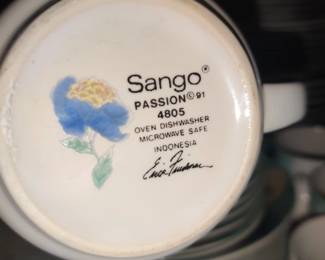 Sango®
PASSION © 91
4805
OVEN DISHWASHER
MICROWAVE SAFE
INDONESIA